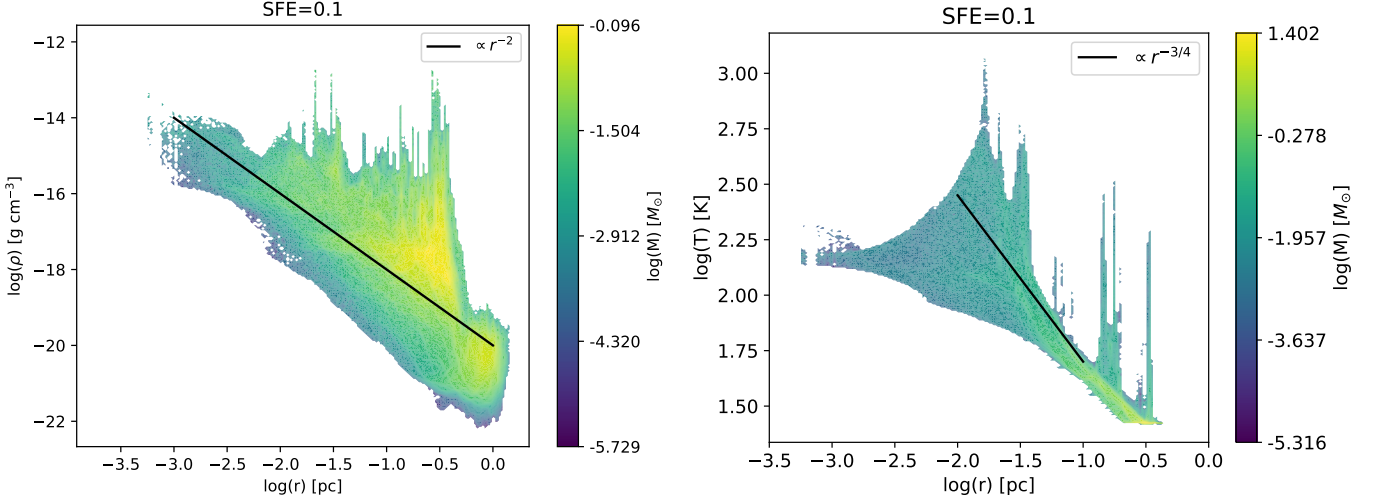 SFE=0.1
∝ r⁻²
−12
−14
−16
−18
−20
−22
log(ρ) [g cm⁻³]
−3.5 −3.0 −2.5 −2.0 −1.5 −1.0 −0.5 0.0
log(r) [pc]
-0.096
-1.504
-2.912
-4.320
-5.729
log(M) [M⊙]
SFE=0.1
∝ r⁻³/⁴
3.00
2.75
2.50
2.25
2.00
1.75
1.50
log(T) [K]
−3.5 −3.0 −2.5 −2.0 −1.5 −1.0 −0.5 0.0
log(r) [pc]
1.402
-0.278
-1.957
-3.637
-5.316
log(M) [M⊙]